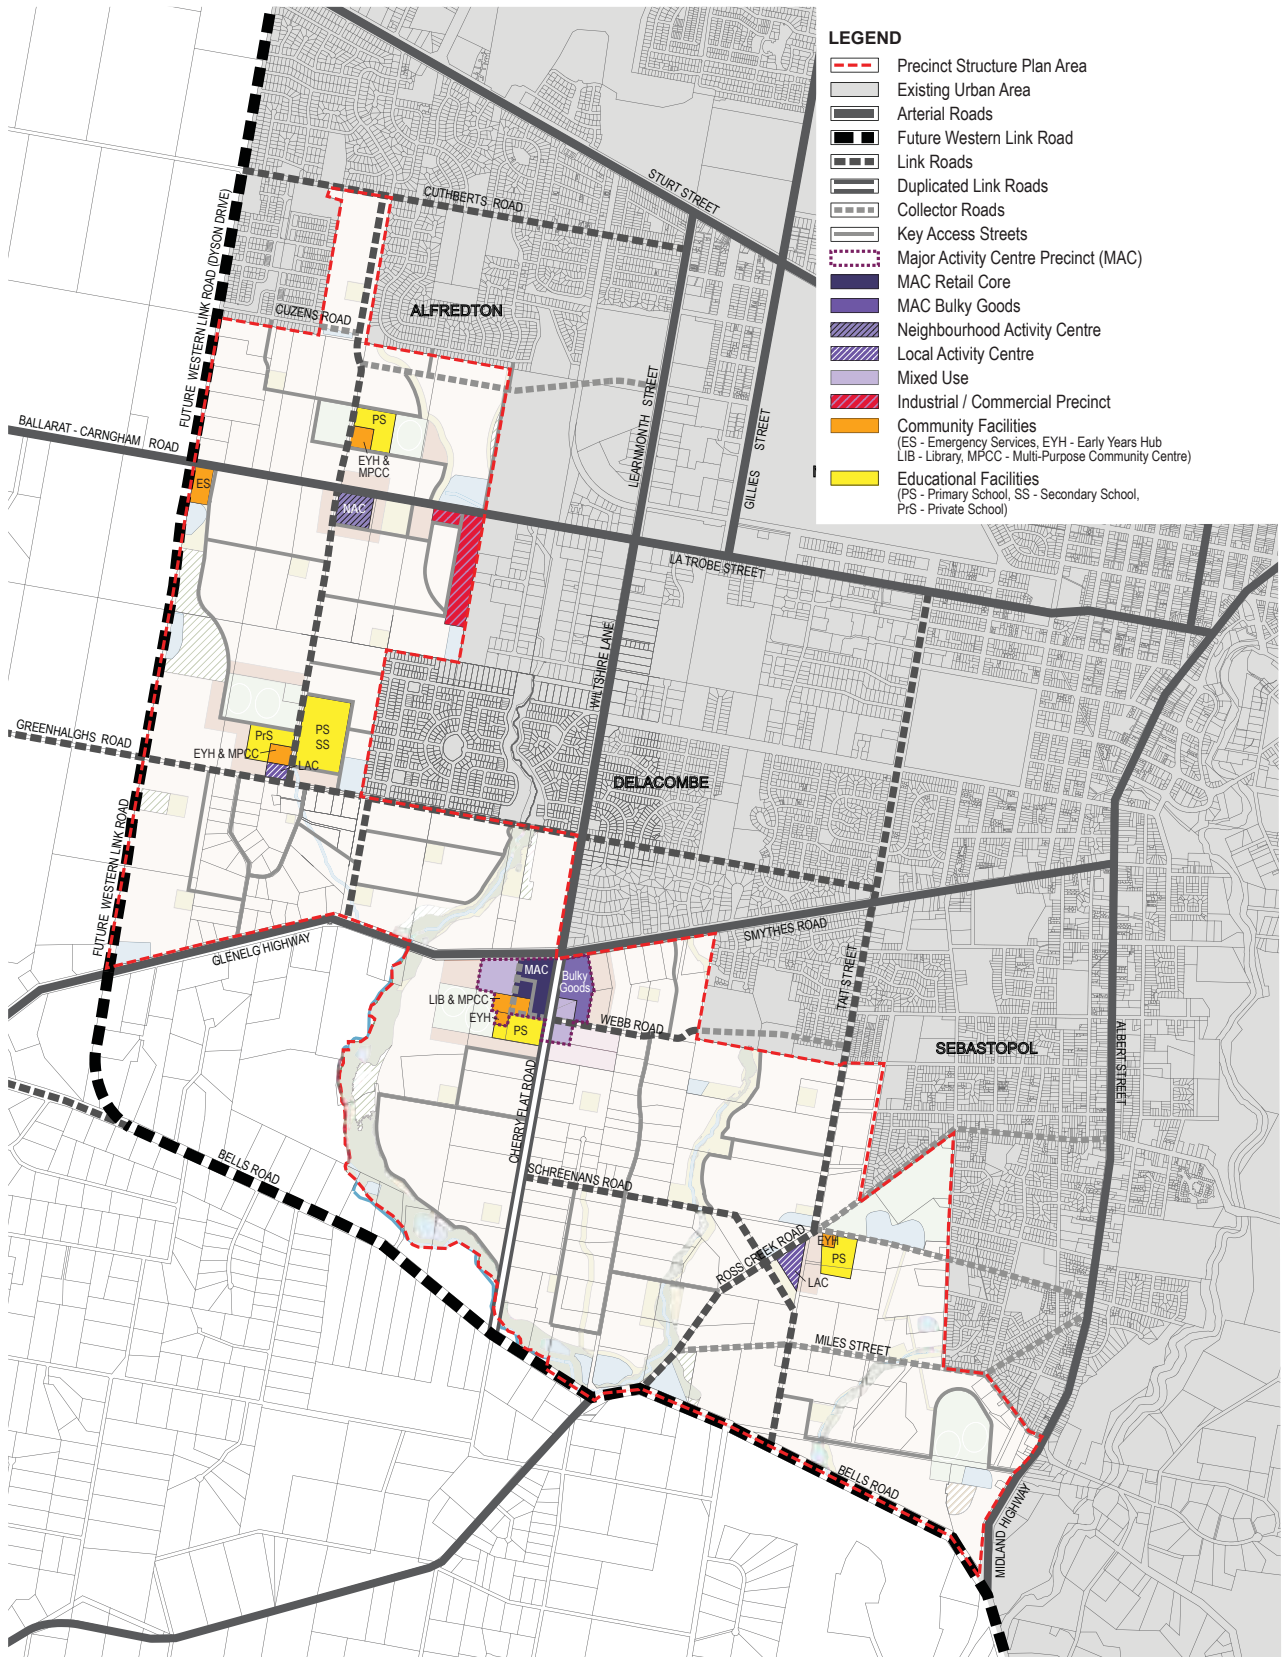 LEGEND
Precinct Structure Plan Area
Existing Urban Area
Arterial Roads
Future Western Link Road
Link Roads
Duplicated Link Roads
Collector Roads
Key Access Streets
Major Activity Centre Precinct (MAC)
MAC Retail Core
MAC Bulky Goods
Neighbourhood Activity Centre
Local Activity Centre
Mixed Use
Industrial / Commercial Precinct
Community Facilities
(ES - Emergency Services, EYH - Early Years Hub
LIB - Library, MPCC - Multi-Purpose Community Centre)
Educational Facilities
(PS - Primary School, SS - Secondary School,
PrS - Private School)
STURT STREET
CUTHBERTS ROAD
FUTURE WESTERN LINK ROAD (DYSON DRIVE)
CUZENS ROAD
ALFREDTON
LEARNMONTH STREET
GILLIES STREET
BALLARAT - CARNGHAM ROAD
PS
EYH &
MPCC
ES
NAC
LA TROBE STREET
WILTSHIRE LANE
GREENHALGHS ROAD
PrS
PS
SS
EYH & MPCC
LAC
DELACOMBE
FUTURE WESTERN LINK ROAD
GLENELG HIGHWAY
SMYTHES ROAD
TAIT STREET
MAC
Bulky
Goods
LIB & MPCC
EYH
PS
WEBB ROAD
SEBASTOPOL
ALBERT STREET
CHERRY FLAT ROAD
BELLS ROAD
SCHREENANS ROAD
ROSS CREEK ROAD
EYH
PS
LAC
MILES STREET
BELLS ROAD
MIDLAND HIGHWAY